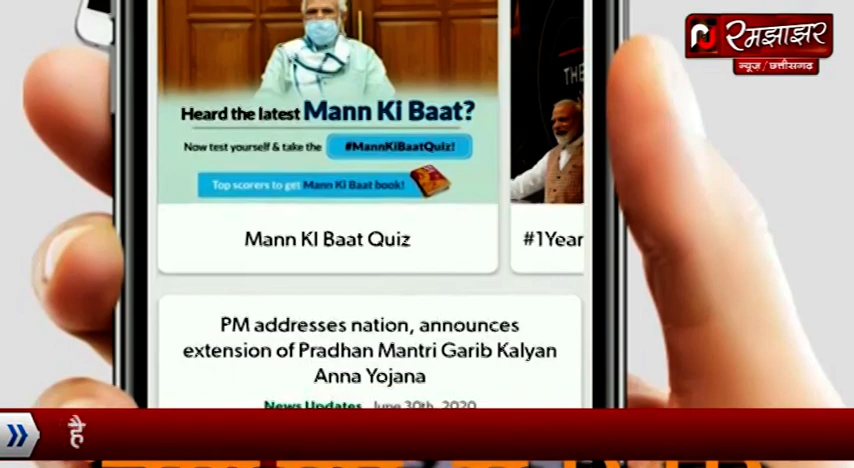 रमझाझर
न्यूज़/छत्तीसगढ़
THE
Heard the latest Mann Ki Baat?
Now test yourself & take the #MannKiBaatQuiz!
Top scorers to get Mann Ki Baat book!
Mann KI Baat Quiz
#1Year
PM addresses nation, announces
extension of Pradhan Mantri Garib Kalyan
Anna Yojana
News Updates June 30th, 2020
है